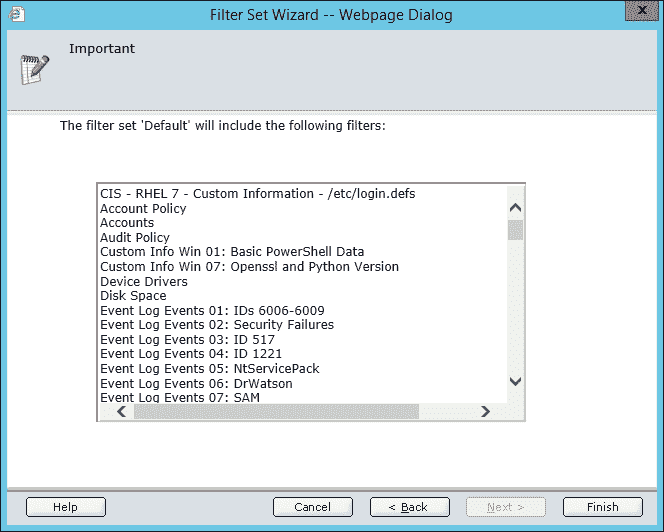 Filter Set Wizard -- Webpage Dialog
x
Important
The filter set 'Default' will include the following filters:
CIS - RHEL 7 - Custom Information - /etc/login.defs
Account Policy
Accounts
Audit Policy
Custom Info Win 01: Basic PowerShell Data
Custom Info Win 07: Openssl and Python Version
Device Drivers
Disk Space
Event Log Events 01: IDs 6006-6009
Event Log Events 02: Security Failures
Event Log Events 03: ID 517
Event Log Events 04: ID 1221
Event Log Events 05: NtServicePack
Event Log Events 06: DrWatson
Event Log Events 07: SAM
Help
Cancel
< Back
Next >
Finish